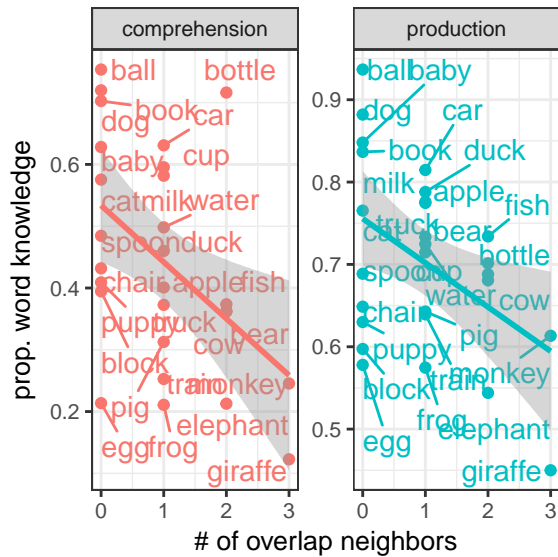 comprehension
production
prop. word knowledge
0.6
0.4
0.2
ball
bottle
book
car
dog
cup
baby
cat
milk
water
spoon
duck
chair
apple
fish
puppy
truck
bear
cow
block
pig
train
monkey
egg
frog
elephant
giraffe
0
1
2
3
0.9
0.8
0.7
0.6
0.5
ball
baby
dog
car
book
duck
milk
apple
fish
truck
cat
bear
bottle
spoon
cup
water
cow
chair
pig
puppy
train
monkey
block
frog
elephant
egg
giraffe
0
1
2
3
# of overlap neighbors